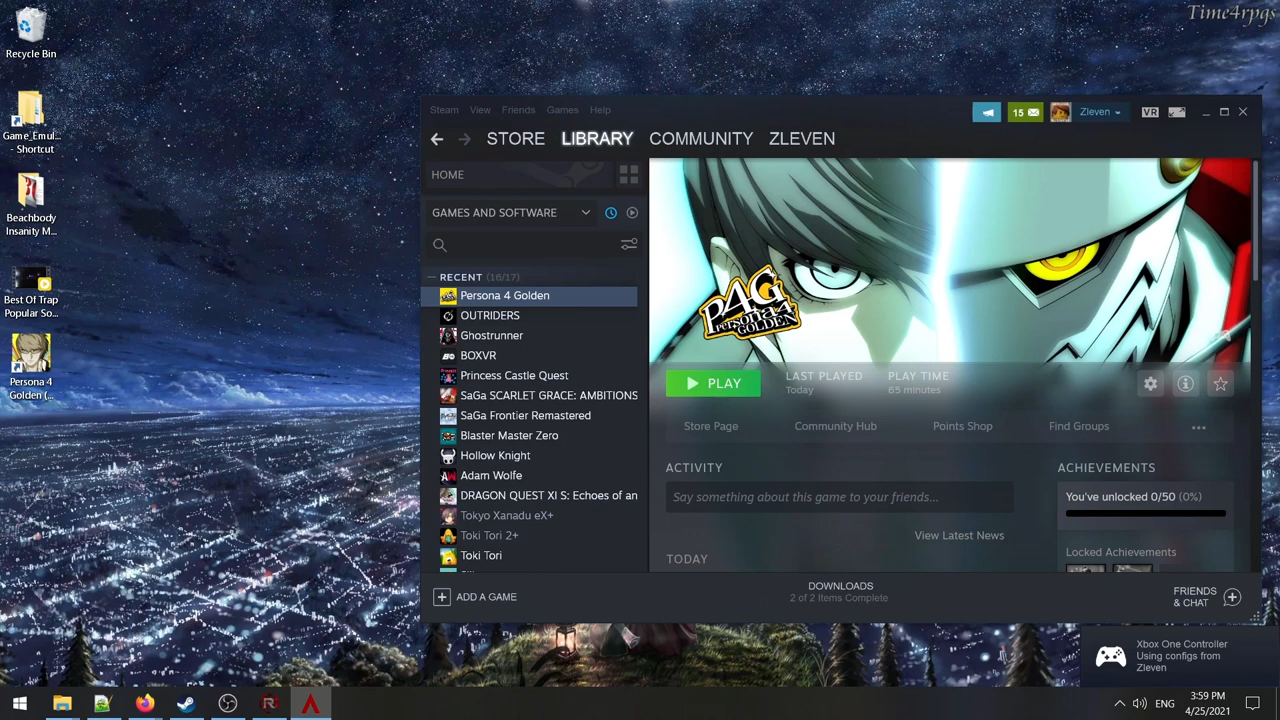 Time4rpgs
Recycle Bin
Game_Emul...
Shortcut
Beachbody
Insanity M...
Best Of Trap
Popular So...
Persona 4
Golden (...
Steam View Friends Games Help
15
Zleven
VR
STORE LIBRARY COMMUNITY ZLEVEN
HOME
GAMES AND SOFTWARE
RECENT (16/17)
Persona 4 Golden
OUTRIDERS
Ghostrunner
BOXVR
Princess Castle Quest
SaGa SCARLET GRACE: AMBITIONS
SaGa Frontier Remastered
Blaster Master Zero
Hollow Knight
Adam Wolfe
DRAGON QUEST XI S: Echoes of an
Tokyo Xanadu eX+
Toki Tori 2+
Toki Tori
P4G
Persona4
GOLDEN
PLAY
LAST PLAYED
Today
PLAY TIME
65 minutes
Store Page Community Hub Points Shop Find Groups
ACTIVITY
Say something about this game to your friends...
View Latest News
TODAY
ACHIEVEMENTS
You've unlocked 0/50 (0%)
Locked Achievements
ADD A GAME
DOWNLOADS
2 of 2 Items Complete
FRIENDS
& CHAT
Xbox One Controller
Using configs from
Zleven
ENG
3:59 PM
4/25/2021